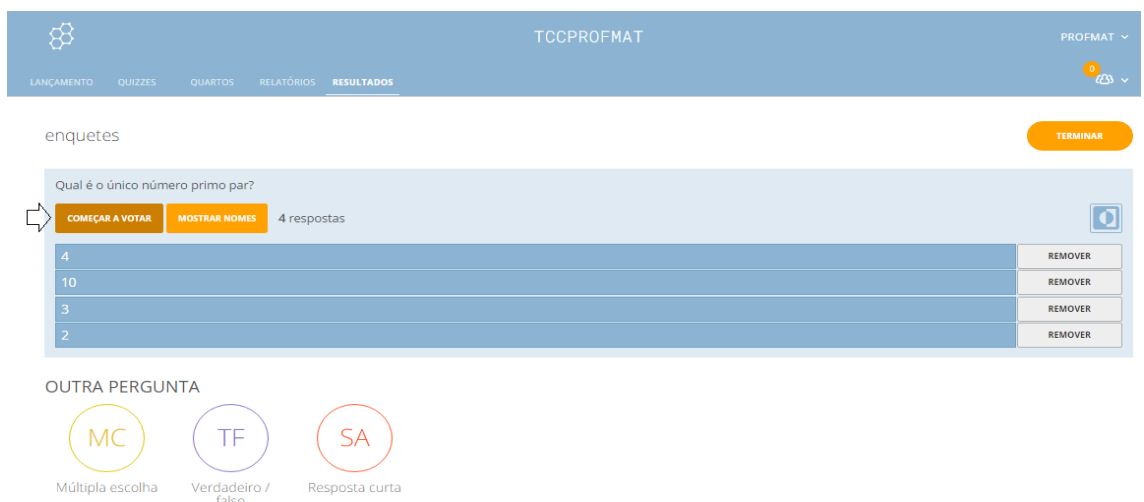 TCCPROFMAT
PROFMAT
LANÇAMENTO QUIZZES QUARTOS RELATÓRIOS RESULTADOS
0
enquetes
TERMINAR
Qual é o único número primo par?
COMEÇAR A VOTAR MOSTRAR NOMES 4 respostas
4 REMOVER
10 REMOVER
3 REMOVER
2 REMOVER
OUTRA PERGUNTA
MC TF SA
Múltipla escolha Verdadeiro / Resposta curta
falso